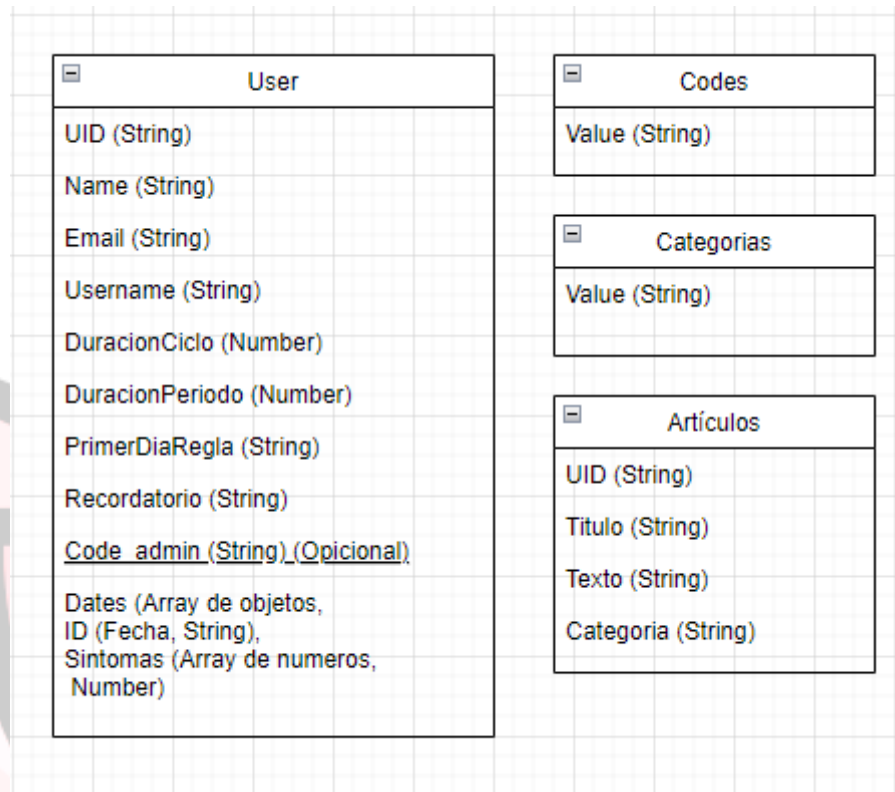 User
UID (String)
Name (String)
Email (String)
Username (String)
DuracionCiclo (Number)
DuracionPeriodo (Number)
PrimerDiaRegla (String)
Recordatorio (String)
Code_admin (String) (Opicional)
Dates (Array de objetos,
ID (Fecha, String),
Sintomas (Array de numeros,
Number)
Codes
Value (String)
Categorias
Value (String)
Artículos
UID (String)
Titulo (String)
Texto (String)
Categoria (String)